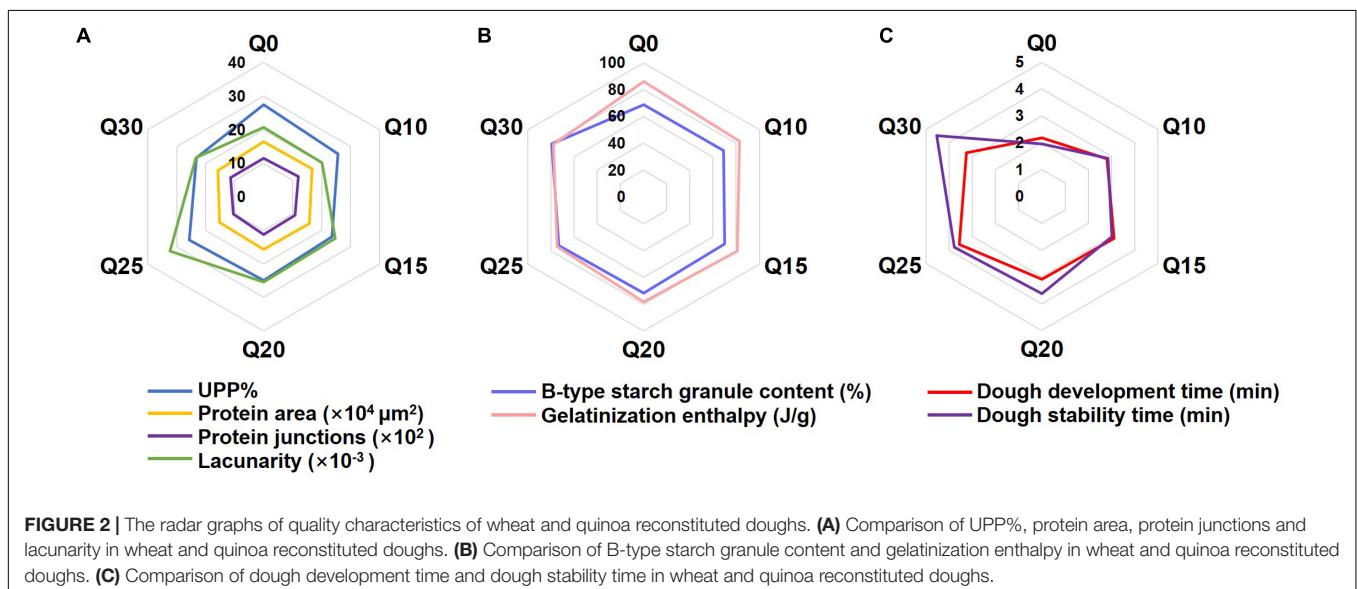 A
Q0
40
30
20
10
0
Q10
Q15
Q20
Q25
Q30
UPP%
Protein area (×10⁴ µm²)
Protein junctions (×10² )
Lacunarity (×10⁻³ )
B
Q0
100
80
60
40
20
0
Q10
Q15
Q20
Q25
Q30
B-type starch granule content (%)
Gelatinization enthalpy (J/g)
C
Q0
5
4
3
2
1
0
Q10
Q15
Q20
Q25
Q30
Dough development time (min)
Dough stability time (min)
FIGURE 2 | The radar graphs of quality characteristics of wheat and quinoa reconstituted doughs. (A) Comparison of UPP%, protein area, protein junctions and
lacunarity in wheat and quinoa reconstituted doughs. (B) Comparison of B-type starch granule content and gelatinization enthalpy in wheat and quinoa reconstituted
doughs. (C) Comparison of dough development time and dough stability time in wheat and quinoa reconstituted doughs.